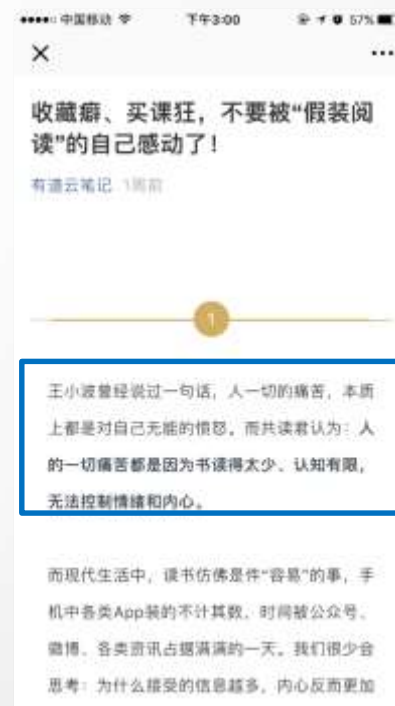 中国移动
下午3:00
57%
收藏癖、买课狂，不要被“假装阅
读”的自己感动了！
有道云笔记 1周前
1
王小波曾经说过一句话，人一切的痛苦，本质
上都是对自己无能的愤怒。而共读君认为：人
的一切痛苦都是因为书读得太少、认知有限，
无法控制情绪和内心。
而现代生活中，读书仿佛是件“容易”的事，手
机中各类App装的不计其数，时间被公众号、
微博、各类资讯占据满满的一天。我们很少会
思考：为什么接受的信息越多，内心反而更加